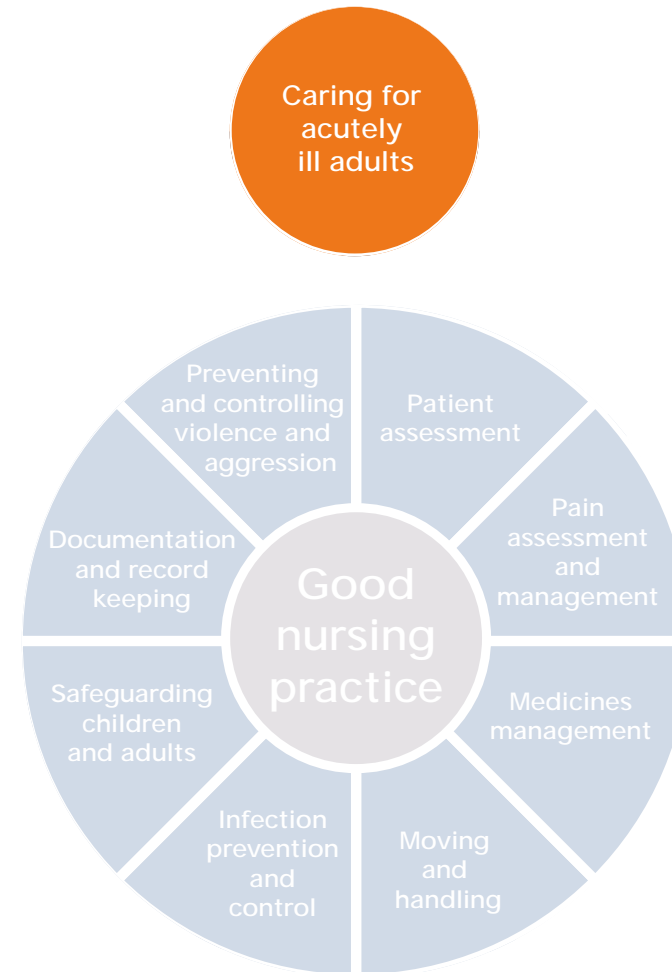 Caring for
acutely
ill adults
Preventing
and controlling
violence and
aggression
Patient
assessment
Pain
assessment
and
management
Medicines
management
Moving
and
handling
Infection
prevention
and
control
Safeguarding
children
and adults
Documentation
and record
keeping
Good
nursing
practice